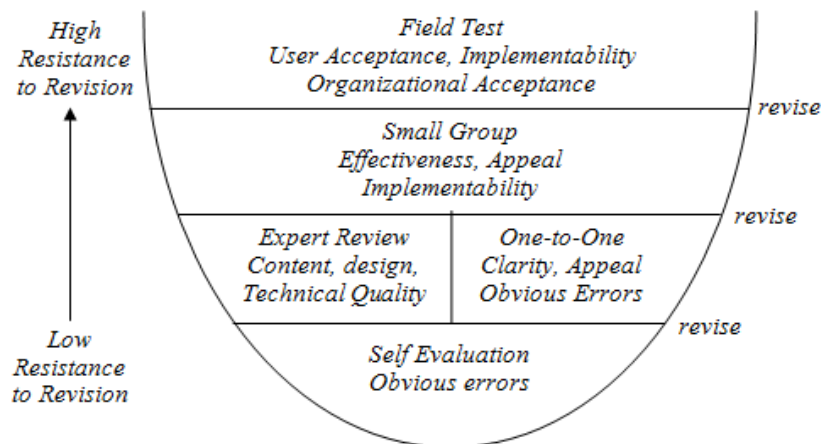 High
Resistance
to Revision
Field Test
User Acceptance, Implementability
Organizational Acceptance
revise
Small Group
Effectiveness, Appeal
Implementability
revise
Expert Review
Content, design,
Technical Quality
One-to-One
Clarity, Appeal
Obvious Errors
revise
Low
Resistance
to Revision
Self Evaluation
Obvious errors